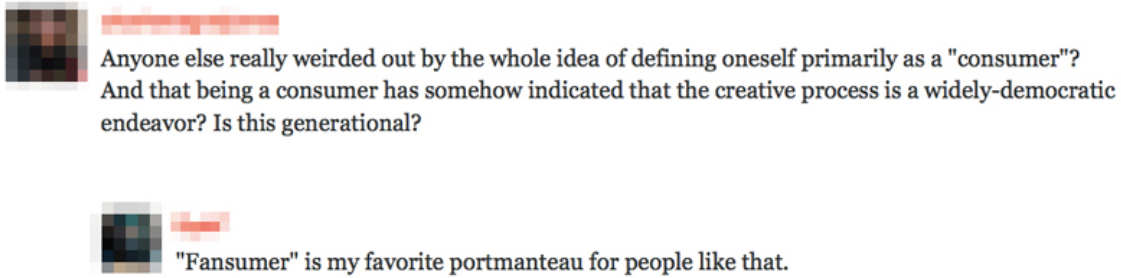 Anyone else really weirded out by the whole idea of defining oneself primarily as a "consumer"?
And that being a consumer has somehow indicated that the creative process is a widely-democratic
endeavor? Is this generational?
"Fansumer" is my favorite portmanteau for people like that.